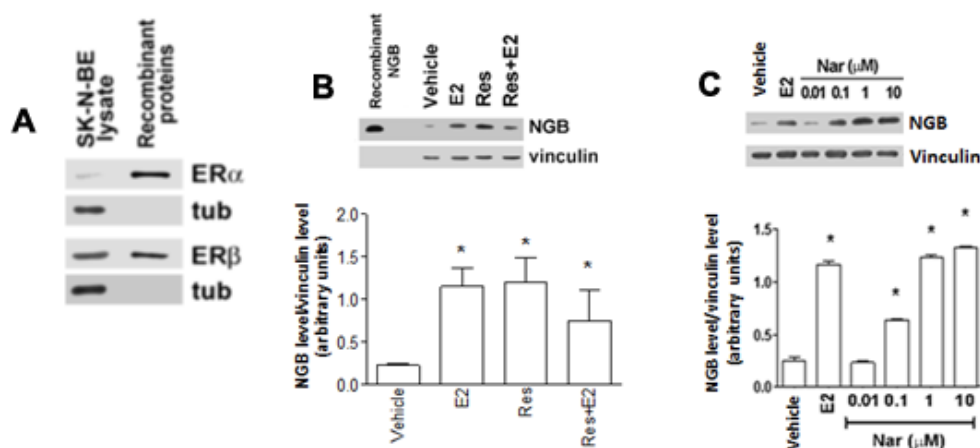 A
SK-N-BE
lysate
Recombinant
proteins
ERα
tub
ERβ
tub
B
Recombinant
NGB
Vehicle
E2
Res
Res+E2
NGB
vinculin
NGB level/vinculin level
(arbitrary units)
2.0
1.5
1.0
0.5
0.0
*
*
*
Vehicle
E2
Res
Res+E2
C
Vehicle
E2
Nar (μM)
0.01 0.1 1 10
NGB
Vinculin
NGB level/vinculin level
(arbitrary units)
1.5
1.0
0.5
0.0
*
*
*
*
Vehicle
E2
0.01
0.1
1
10
Nar (μM)